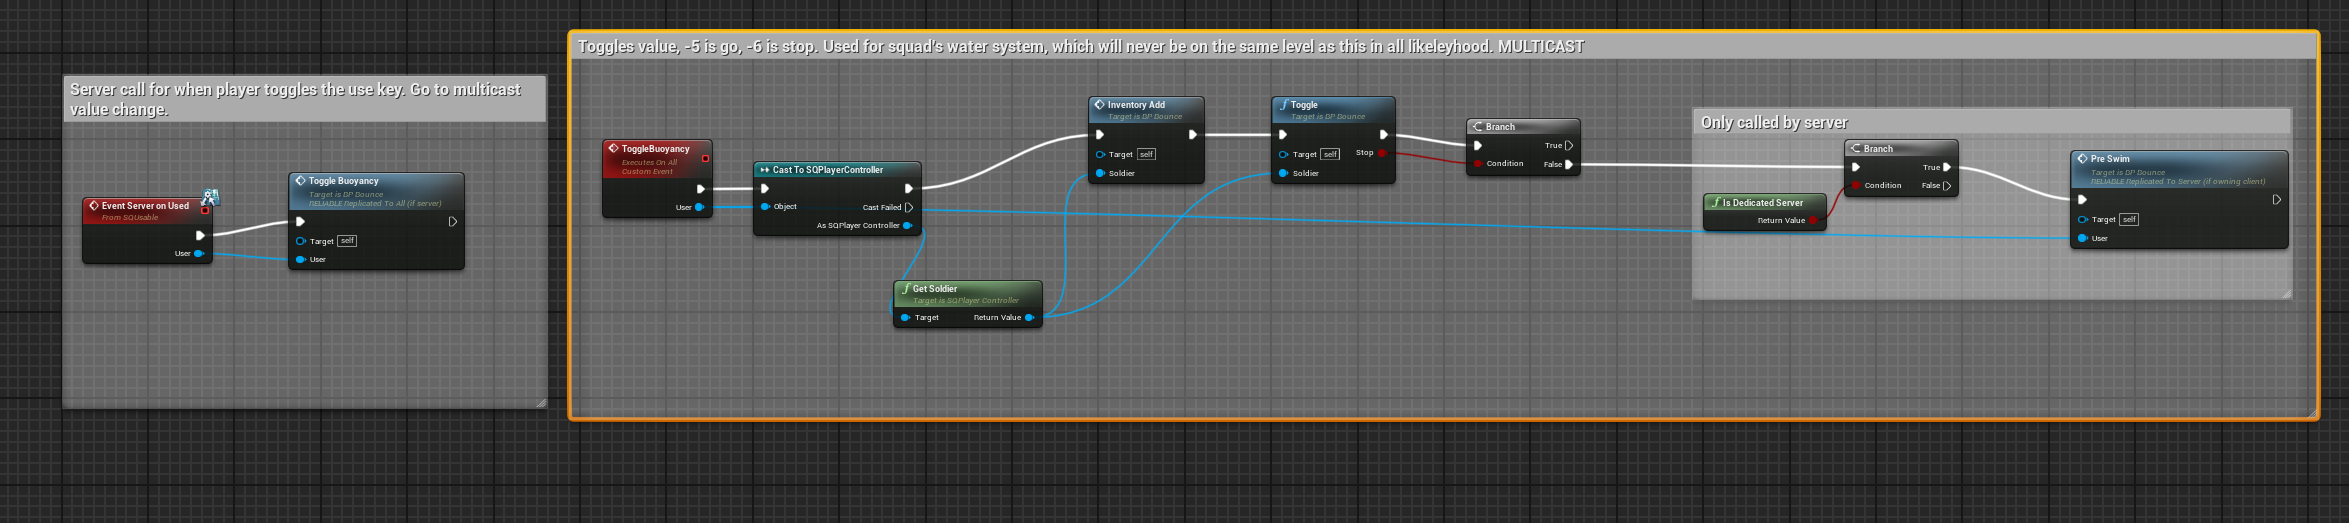 Server call for when player toggles the use key. Go to multicast
value change.
Event Server on Used
From SQUsable
User
Toggle Buoyancy
Target is DP Bounce
RELIABLE Replicated To All (if server)
Target self
User
Toggles value, -5 is go, -6 is stop. Used for squad's water system, which will never be on the same level as this in all likeleyhood. MULTICAST
ToggleBuoyancy
Executes On All
Custom Event
User
Cast To SQPlayerController
Object
Cast Failed
As SQPlayer Controller
Get Soldier
Target is SQPlayer Controller
Target Return Value
Inventory Add
Target is DP Bounce
Target self
Soldier
Toggle
Target is DP Bounce
Target self Stop
Soldier
Branch
True
Condition False
Only called by server
Is Dedicated Server
Return Value
Branch
True
Condition False
Pre Swim
Target is DP Bounce
RELIABLE Replicated To Server (if owning client)
Target self
User